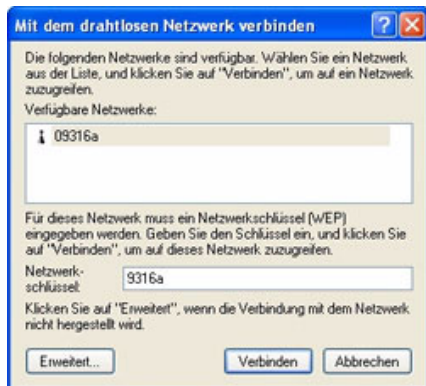 Mit dem drahtlosen Netzwerk verbinden
Die folgenden Netzwerke sind verfügbar. Wählen Sie ein Netzwerk
aus der Liste, und klicken Sie auf "Verbinden", um auf ein Netzwerk
zuzugreifen.
Verfügbare Netzwerke:
09316a
Für dieses Netzwerk muss ein Netzwerkschlüssel (WEP)
eingegeben werden. Geben Sie den Schlüssel ein, und klicken Sie
auf "Verbinden", um auf dieses Netzwerk zuzugreifen.
Netzwerk-
schlüssel:
9316a
Klicken Sie auf "Erweitert", wenn die Verbindung mit dem Netzwerk
nicht hergestellt wird.
Erweitert...
Verbinden
Abbrechen